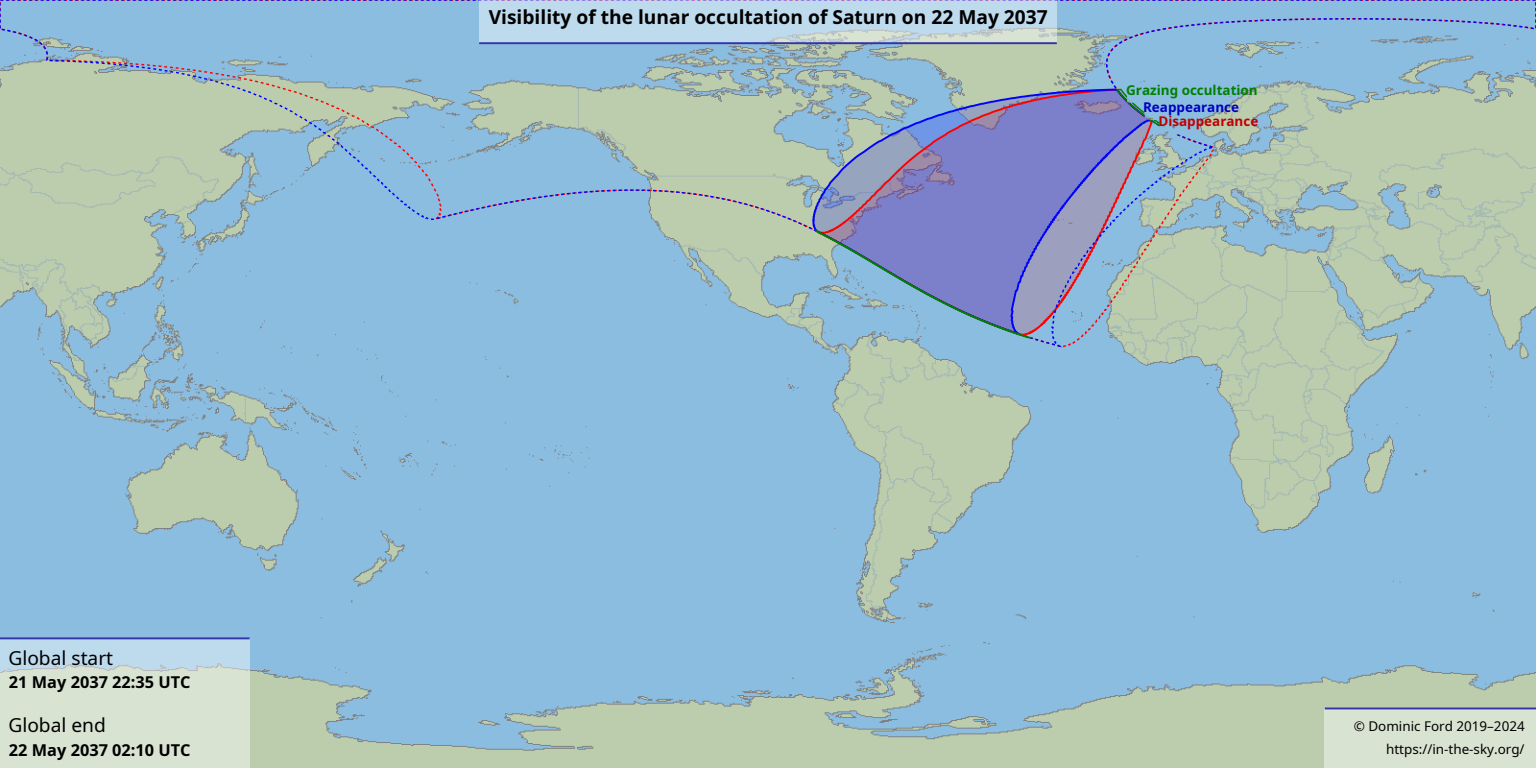 Visibility of the lunar occultation of Saturn on 22 May 2037
Grazing occultation
Reappearance
Disappearance
Global start
21 May 2037 22:35 UTC
Global end
22 May 2037 02:10 UTC
© Dominic Ford 2019–2024
https://in-the-sky.org/